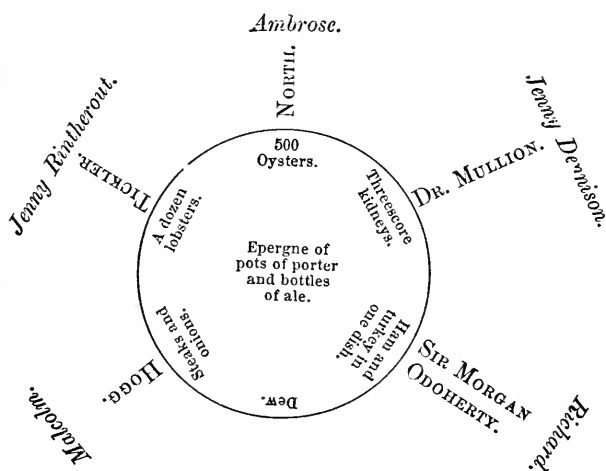 Ambrose.
NORTH.
Jenny Rintherout.
TICKLER.
Jenny Dennison.
DR. MULLION.
500
Oysters.
A dozen
lobsters.
Threescore
kidneys.
Epergne of
pots of porter
and bottles
of ale.
Steaks and
onions.
Ham and
turkey in
one dish.
Dew.
HOGG.
Malcolm.
SIR MORGAN
ODOHERTY.
Richard.